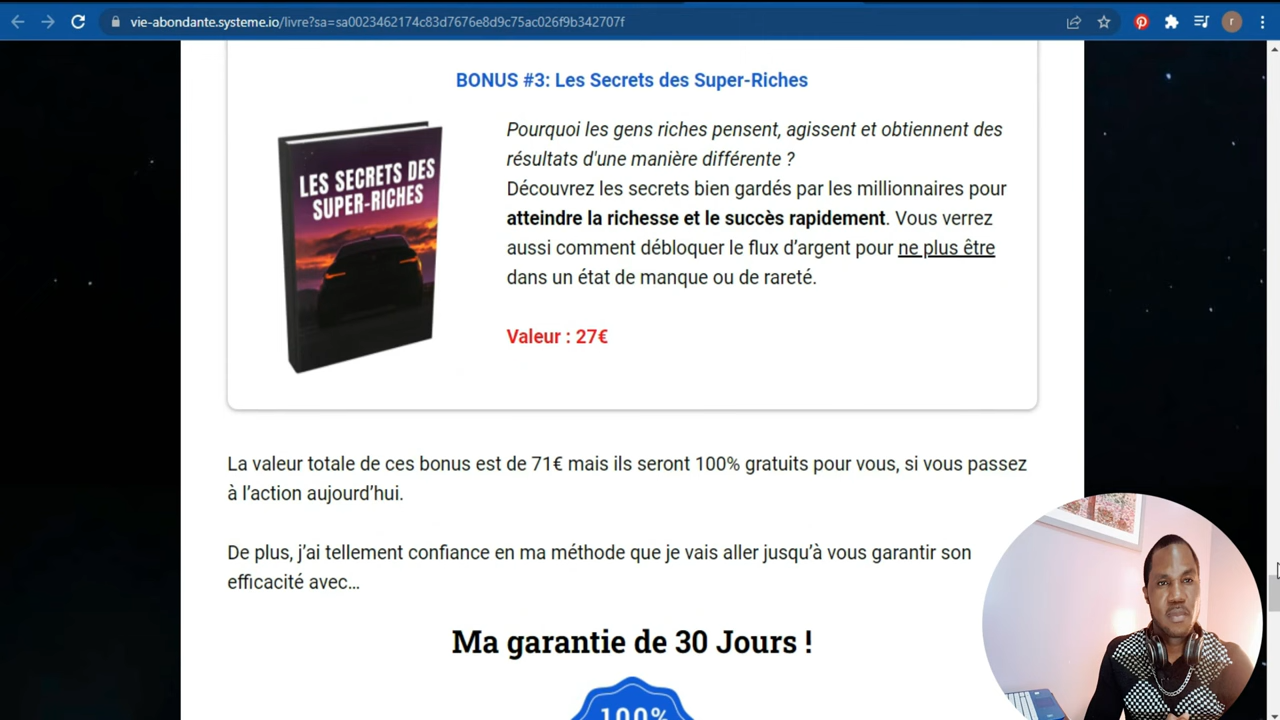 vie-abondante.systeme.io/livre?sa=sa0023462174c83d7676e8d9c75ac026f9b342707f
r
BONUS #3: Les Secrets des Super-Riches
LES SECRETS DES
SUPER-RICHES
Pourquoi les gens riches pensent, agissent et obtiennent des
résultats d'une manière différente ?
Découvrez les secrets bien gardés par les millionnaires pour
atteindre la richesse et le succès rapidement. Vous verrez
aussi comment débloquer le flux d’argent pour ne plus être
dans un état de manque ou de rareté.
Valeur : 27€
La valeur totale de ces bonus est de 71€ mais ils seront 100% gratuits pour vous, si vous passez
à l’action aujourd’hui.
De plus, j’ai tellement confiance en ma méthode que je vais aller jusqu’à vous garantir son
efficacité avec...
Ma garantie de 30 Jours !
100%